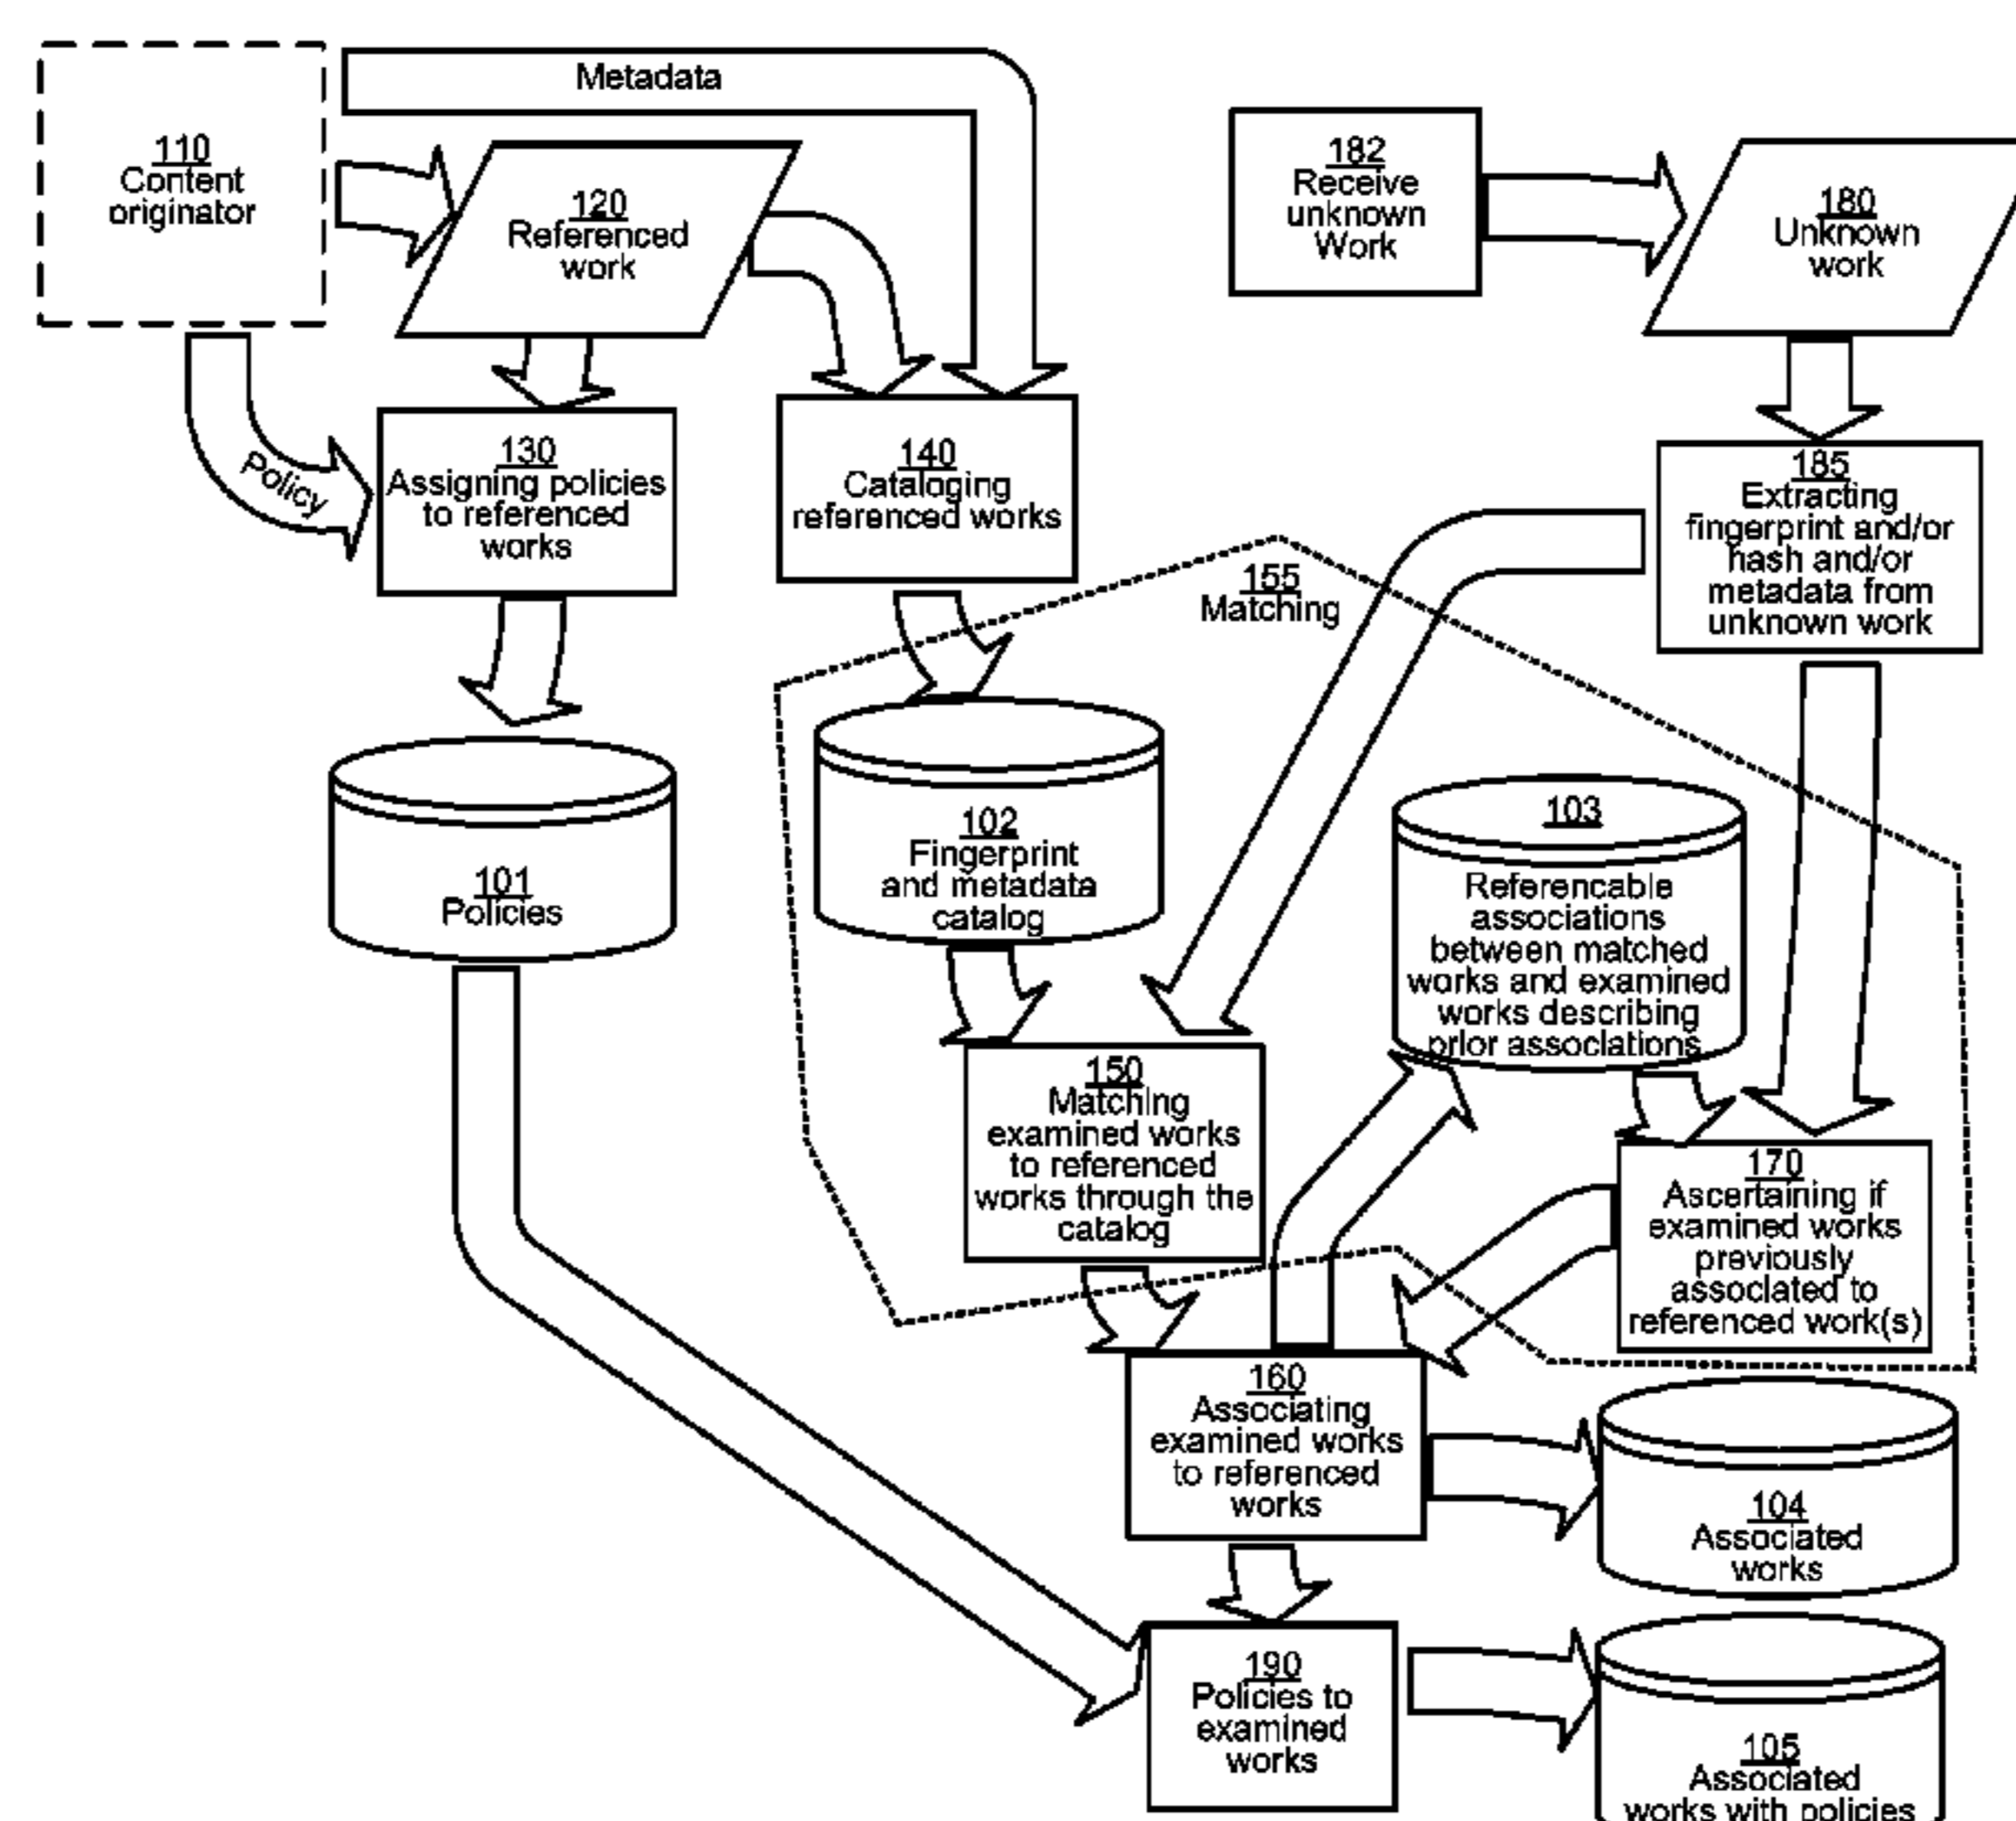 Metadata
110
Content
originator
120
Referenced
work
182
Receive
unknown
Work
180
Unknown
work
Policy
130
Assigning policies
to referenced
works
140
Cataloging
referenced works
185
Extracting
fingerprint and/or
hash and/or
metadata from
unknown work
155
Matching
101
Policies
102
Fingerprint
and metadata
catalog
103
Referencable
associations
between matched
works and examined
works describing
prior associations
150
Matching
examined works
to referenced
works through the
catalog
170
Ascertaining if
examined works
previously
associated to
referenced work(s)
160
Associating
examined works
to referenced
works
104
Associated
works
190
Policies to
examined
works
105
Associated
works with policies